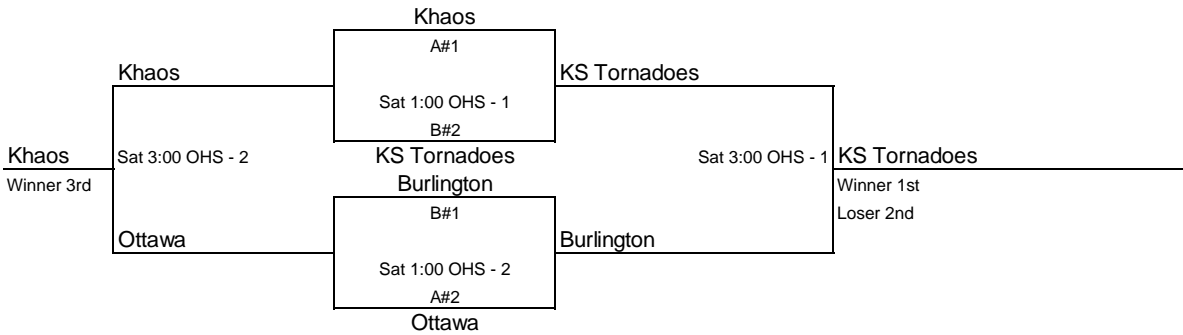 Khaos
A#1
Khaos
KS Tornadoes
Sat 1:00 OHS - 1
B#2
Khaos
Sat 3:00 OHS - 2
KS Tornadoes
Sat 3:00 OHS - 1
KS Tornadoes
Winner 3rd
Burlington
Winner 1st
B#1
Loser 2nd
Ottawa
Burlington
Sat 1:00 OHS - 2
A#2
Ottawa